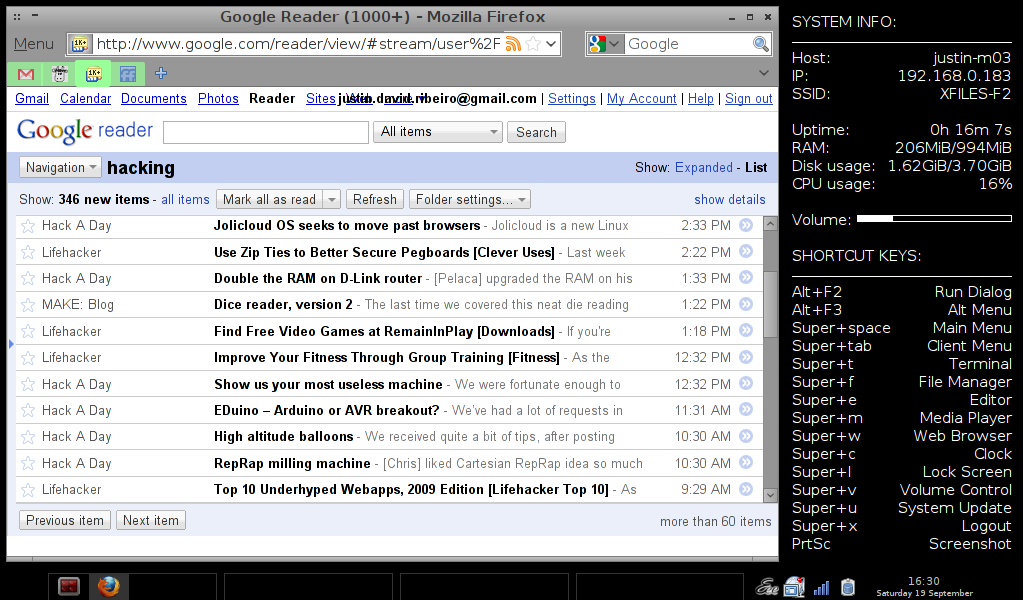 Google Reader (1000+) - Mozilla Firefox
Menu http://www.google.com/reader/view/#stream/user%2F Google
1K+
Gmail Calendar Documents Photos Reader Sites justin.david.ribeiro@gmail.com | Settings | My Account | Help | Sign out
Google reader All items Search
Navigation hacking Show: Expanded - List
Show: 346 new items - all items Mark all as read Refresh Folder settings... show details
Hack A Day Jolicloud OS seeks to move past browsers - Jolicloud is a new Linux 2:33 PM
Lifehacker Use Zip Ties to Better Secure Pegboards [Clever Uses] - Last week 2:22 PM
Hack A Day Double the RAM on D-Link router - [Pelaca] upgraded the RAM on his 1:33 PM
MAKE: Blog Dice reader, version 2 - The last time we covered this neat die reading 1:22 PM
Lifehacker Find Free Video Games at RemainInPlay [Downloads] - If you're 1:18 PM
Lifehacker Improve Your Fitness Through Group Training [Fitness] - As the 12:32 PM
Hack A Day Show us your most useless machine - We were fortunate enough to 12:32 PM
Hack A Day EDuino – Arduino or AVR breakout? - We've had a lot of requests in 11:31 AM
Hack A Day High altitude balloons - We received quite a bit of tips, after posting 10:30 AM
Hack A Day RepRap milling machine - [Chris] liked Cartesian RepRap idea so much 10:30 AM
Lifehacker Top 10 Underhyped Webapps, 2009 Edition [Lifehacker Top 10] - As 9:29 AM
Previous item Next item more than 60 items
SYSTEM INFO:
Host: justin-m03
IP: 192.168.0.183
SSID: XFILES-F2
Uptime: 0h 16m 7s
RAM: 206MiB/994MiB
Disk usage: 1.62GiB/3.70GiB
CPU usage: 16%
Volume:
SHORTCUT KEYS:
Alt+F2 Run Dialog
Alt+F3 Alt Menu
Super+space Main Menu
Super+tab Client Menu
Super+t Terminal
Super+f File Manager
Super+e Editor
Super+m Media Player
Super+w Web Browser
Super+c Clock
Super+l Lock Screen
Super+v Volume Control
Super+u System Update
Super+x Logout
PrtSc Screenshot
Eee
16:30
Saturday 19 September